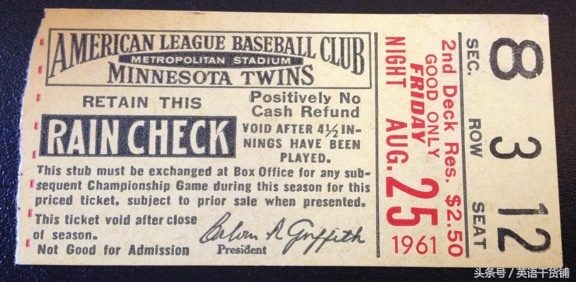 AMERICAN LEAGUE BASEBALL CLUB
METROPOLITAN STADIUM
MINNESOTA TWINS
RETAIN THIS
RAIN CHECK
Positively No
Cash Refund
VOID AFTER 4½ IN-
NINGS HAVE BEEN
PLAYED.
This stub must be exchanged at Box Office for any sub-
sequent Championship Game during this season for this
priced ticket, subject to prior sale when presented.
This ticket void after close
of season.
Not Good for Admission
Calvin R Griffith
President
2nd Deck Res. $2.50
GOOD ONLY
FRIDAY
NIGHT
AUG. 25
1961
SEC. 8
ROW 3
SEAT 12
头条号/英语干货铺